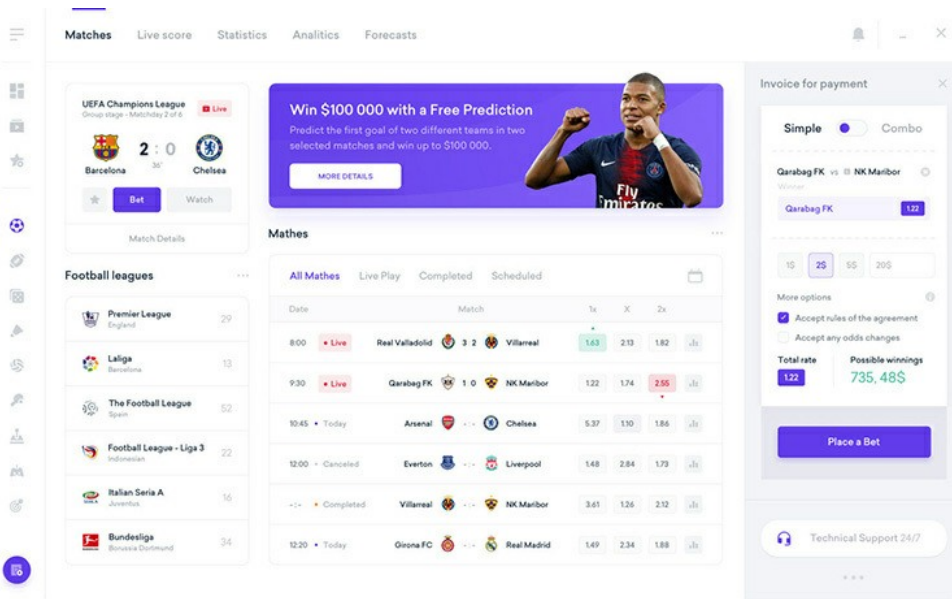 Matches Live score Statistics Analitics Forecasts
UEFA Champions League Live
Group stage - Matchday 2 of 6
2 : 0
36'
Barcelona Chelsea
Bet Watch
Match Details
Win $100 000 with a Free Prediction
Predict the first goal of two different teams in two
selected matches and win up to $100 000.
MORE DETAILS
Fly
Emirates
Football leagues
Premier League 29
England
Laliga 13
Barcelona
The Football League 52
Spain
Football League - Liga 3 22
Indonesian
Italian Seria A 16
Juventus
Bundesliga 34
Borussia Dortmund
Mathes
All Mathes Live Play Completed Scheduled
Date Match 1x X 2x
8:00 Live Real Valladolid 3 2 Villarreal 1.63 2.13 1.82
9:30 Live Qarabag FK 1 0 NK Maribor 1.22 1.74 2.55
10:45 Today Arsenal - : - Chelsea 5.37 1.10 1.86
12:00 Canceled Everton - : - Liverpool 1.48 2.84 1.73
- : - Completed Villarreal - : - NK Maribor 3.61 1.26 2.12
12:20 Today Girona FC - : - Real Madrid 1.49 2.34 1.88
Invoice for payment
Simple Combo
Qarabag FK vs NK Maribor
Winner
Qarabag FK 1.22
1$ 2$ 5$ 20$
More options
Accept rules of the agreement
Accept any odds changes
Total rate Possible winnings
1.22 735, 48$
Place a Bet
Technical Support 24/7